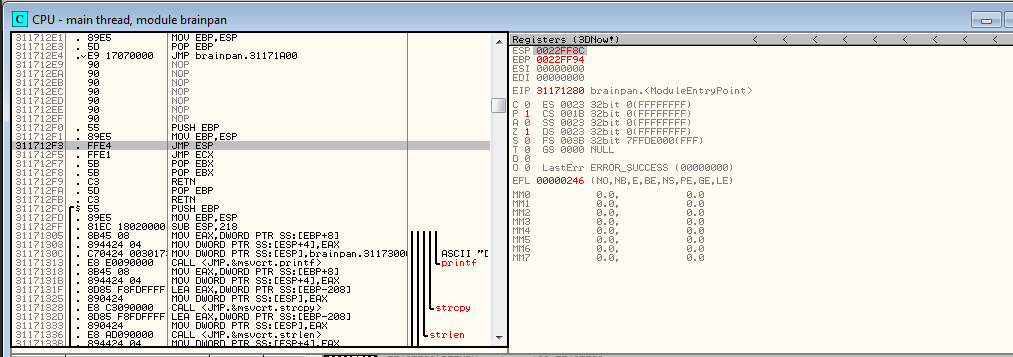 C CPU - main thread, module brainpan
311712E1 . 89E5 MOV EBP,ESP
311712E3 . 5D POP EBP
311712E4 .⌄E9 17070000 JMP brainpan.31171A00
311712E9 90 NOP
311712EA 90 NOP
311712EB 90 NOP
311712EC 90 NOP
311712ED 90 NOP
311712EE 90 NOP
311712EF 90 NOP
311712F0 . 55 PUSH EBP
311712F1 . 89E5 MOV EBP,ESP
311712F3 . FFE4 JMP ESP
311712F5 . FFE1 JMP ECX
311712F7 . 5B POP EBX
311712F8 . 5B POP EBX
311712F9 . C3 RETN
311712FA . 5D POP EBP
311712FB . C3 RETN
311712FC $ 55 PUSH EBP
311712FD . 89E5 MOV EBP,ESP
311712FF . 81EC 18020000 SUB ESP,218
31171305 . 8B45 08 MOV EAX,DWORD PTR SS:[EBP+8]
31171308 . 894424 04 MOV DWORD PTR SS:[ESP+4],EAX
3117130C . C70424 003017 MOV DWORD PTR SS:[ESP],brainpan.3117300 ASCII "[
31171313 . E8 E0090000 CALL <JMP.&msvcrt.printf> printf
31171318 . 8B45 08 MOV EAX,DWORD PTR SS:[EBP+8]
3117131B . 894424 04 MOV DWORD PTR SS:[ESP+4],EAX
3117131F . 8D85 F8FDFFFF LEA EAX,DWORD PTR SS:[EBP-208]
31171325 . 890424 MOV DWORD PTR SS:[ESP],EAX
31171328 . E8 C3090000 CALL <JMP.&msvcrt.strcpy> strcpy
3117132D . 8D85 F8FDFFFF LEA EAX,DWORD PTR SS:[EBP-208]
31171333 . 890424 MOV DWORD PTR SS:[ESP],EAX
31171336 . E8 AD090000 CALL <JMP.&msvcrt.strlen> strlen
3117133B . 894424 04 MOV DWORD PTR SS:[ESP+4],EAX
Registers (3DNow!) < < < < < < < <
ESP 0022FF8C
EBP 0022FF94
ESI 00000000
EDI 00000000
EIP 31171280 brainpan.<ModuleEntryPoint>
C 0 ES 0023 32bit 0(FFFFFFFF)
P 1 CS 001B 32bit 0(FFFFFFFF)
A 0 SS 0023 32bit 0(FFFFFFFF)
Z 1 DS 0023 32bit 0(FFFFFFFF)
S 0 FS 003B 32bit 7FFDE000(FFF)
T 0 GS 0000 NULL
D 0
O 0 LastErr ERROR_SUCCESS (00000000)
EFL 00000246 (NO,NB,E,BE,NS,PE,GE,LE)
MM0 0.0, 0.0
MM1 0.0, 0.0
MM2 0.0, 0.0
MM3 0.0, 0.0
MM4 0.0, 0.0
MM5 0.0, 0.0
MM6 0.0, 0.0
MM7 0.0, 0.0